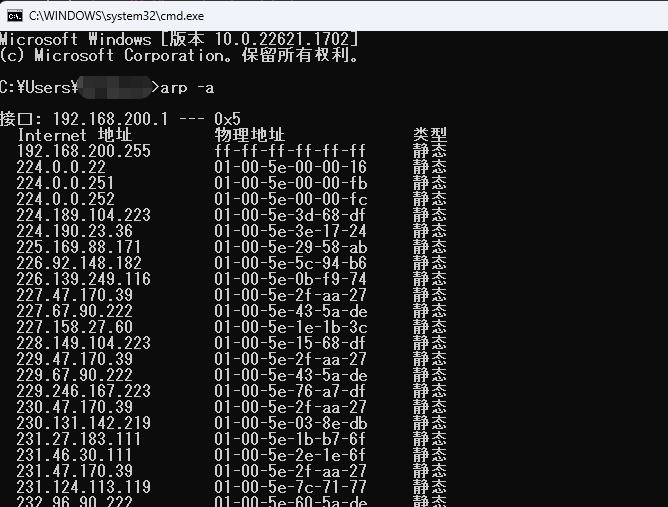 C:\WINDOWS\system32\cmd.exe
Microsoft Windows [版本 10.0.22621.1702]
(c) Microsoft Corporation。保留所有权利。
C:¥Users¥>arp -a
接口: 192.168.200.1 --- 0x5
Internet 地址 物理地址 类型
192.168.200.255 ff-ff-ff-ff-ff-ff 静态
224.0.0.22 01-00-5e-00-00-16 静态
224.0.0.251 01-00-5e-00-00-fb 静态
224.0.0.252 01-00-5e-00-00-fc 静态
224.189.104.223 01-00-5e-3d-68-df 静态
224.190.23.36 01-00-5e-3e-17-24 静态
225.169.88.171 01-00-5e-29-58-ab 静态
226.92.148.182 01-00-5e-5c-94-b6 静态
226.139.249.116 01-00-5e-0b-f9-74 静态
227.47.170.39 01-00-5e-2f-aa-27 静态
227.67.90.222 01-00-5e-43-5a-de 静态
227.158.27.60 01-00-5e-1e-1b-3c 静态
228.149.104.223 01-00-5e-15-68-df 静态
229.47.170.39 01-00-5e-2f-aa-27 静态
229.67.90.222 01-00-5e-43-5a-de 静态
229.246.167.223 01-00-5e-76-a7-df 静态
230.47.170.39 01-00-5e-2f-aa-27 静态
230.131.142.219 01-00-5e-03-8e-db 静态
231.27.183.111 01-00-5e-1b-b7-6f 静态
231.46.30.111 01-00-5e-2e-1e-6f 静态
231.47.170.39 01-00-5e-2f-aa-27 静态
231.124.113.119 01-00-5e-7c-71-77 静态
232.96.90.222 01-00-5e-60-5a-de 静态